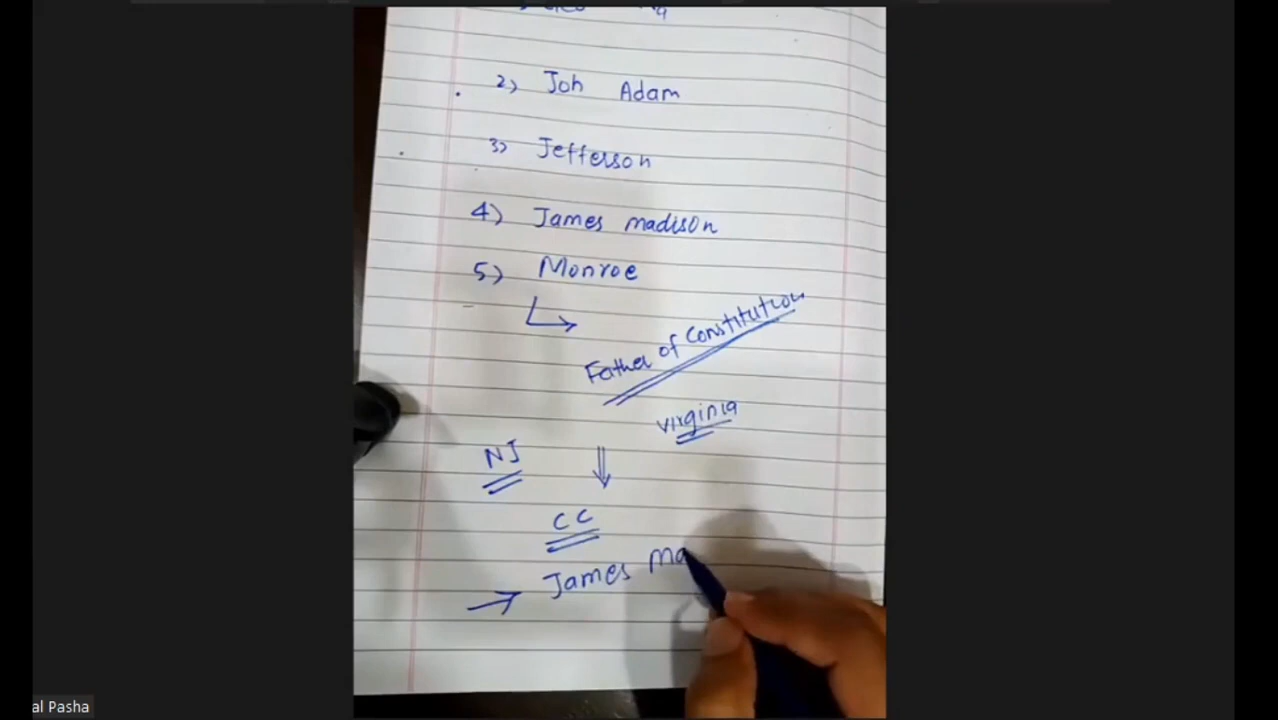 2) Joh Adam
3) Jefferson
4) James madison
5) Monroe
Father of Constitution
Virginia
NJ
CC
James Ma
al Pasha